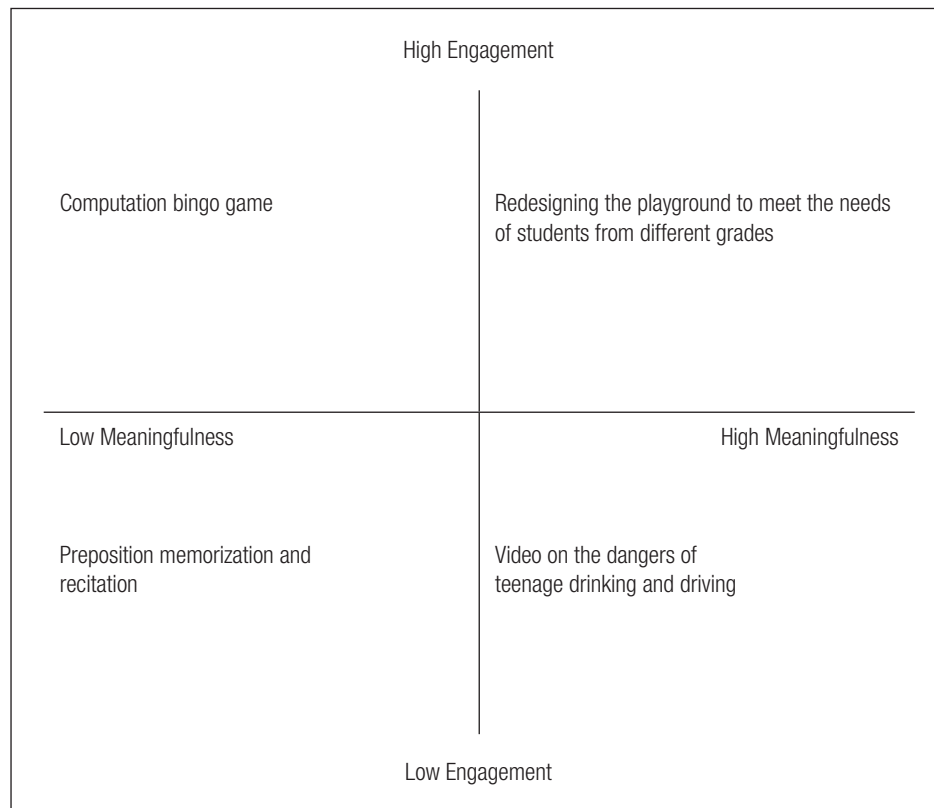 High Engagement
Computation bingo game
Redesigning the playground to meet the needs
of students from different grades
Low Meaningfulness
High Meaningfulness
Preposition memorization and
recitation
Video on the dangers of
teenage drinking and driving
Low Engagement